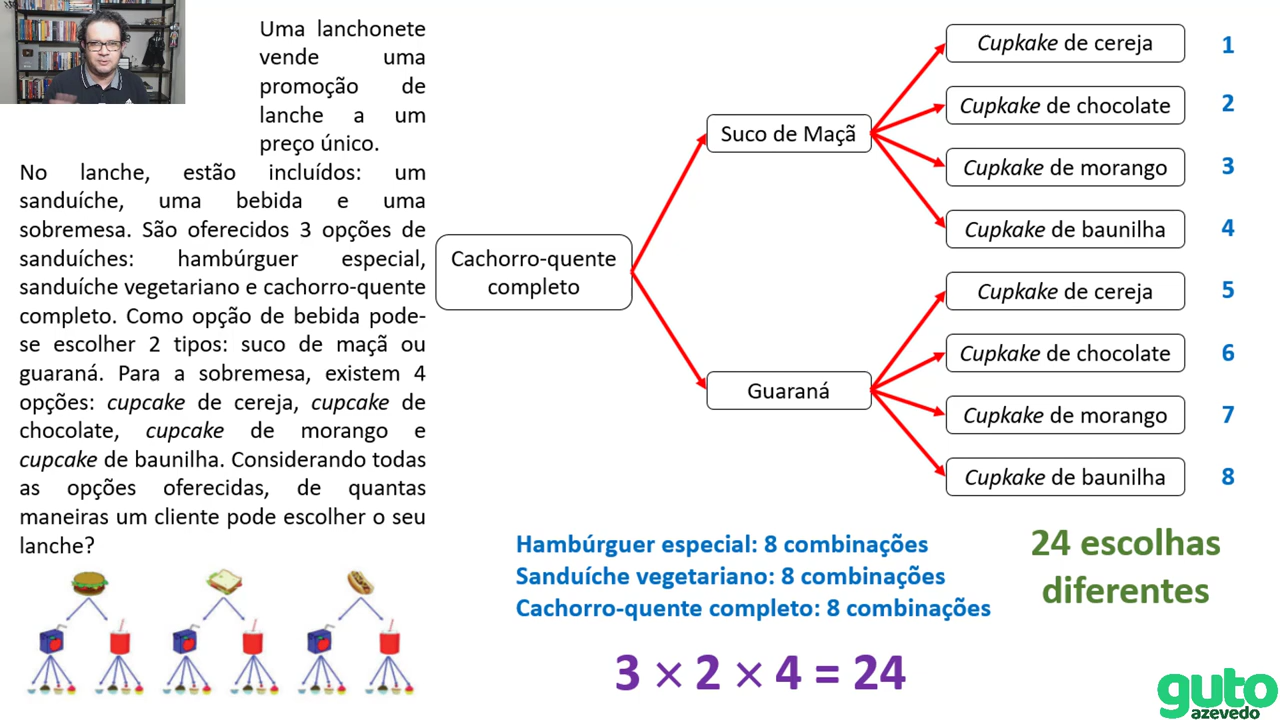 Uma lanchonete
vende uma
promoção de
lanche a um
preço único.
No lanche, estão incluídos: um
sanduíche, uma bebida e uma
sobremesa. São oferecidos 3 opções de
sanduíches: hambúrguer especial,
sanduíche vegetariano e cachorro-quente
completo. Como opção de bebida pode-
se escolher 2 tipos: suco de maçã ou
guaraná. Para a sobremesa, existem 4
opções: cupcake de cereja, cupcake de
chocolate, cupcake de morango e
cupcake de baunilha. Considerando todas
as opções oferecidas, de quantas
maneiras um cliente pode escolher o seu
lanche?
Cachorro-quente
completo
Suco de Maçã
Cupkake de cereja 1
Cupkake de chocolate 2
Cupkake de morango 3
Cupkake de baunilha 4
Guaraná
Cupkake de cereja 5
Cupkake de chocolate 6
Cupkake de morango 7
Cupkake de baunilha 8
Hambúrguer especial: 8 combinações
Sanduíche vegetariano: 8 combinações
Cachorro-quente completo: 8 combinações
24 escolhas
diferentes
3 × 2 × 4 = 24
guto
azevedo